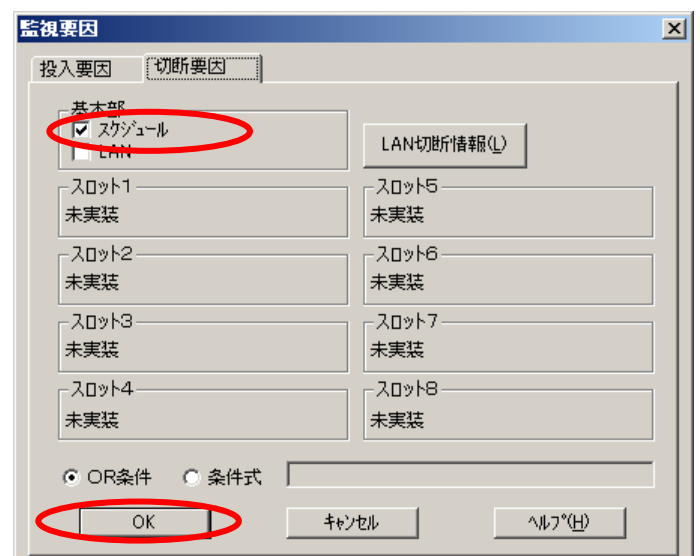 監視要因
投入要因 切断要因
基本部
スケジュール
LAN
LAN切断情報(L)
スロット1
未実装
スロット5
未実装
スロット2
未実装
スロット6
未実装
スロット3
未実装
スロット7
未実装
スロット4
未実装
スロット8
未実装
OR条件 条件式
OK キャンセル ヘルプ(H)